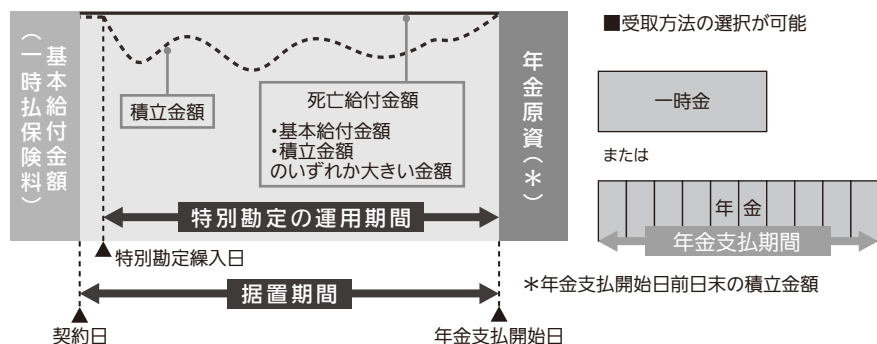 基本給付金額
（一時払保険料）
積立金額
死亡給付金額
・基本給付金額
・積立金額
のいずれか大きい金額
年金原資（＊）
特別勘定の運用期間
▲特別勘定繰入日
据置期間
▲
契約日
▲
年金支払開始日
■受取方法の選択が可能
一時金
または
年金
年金支払期間
＊年金支払開始日前日末の積立金額